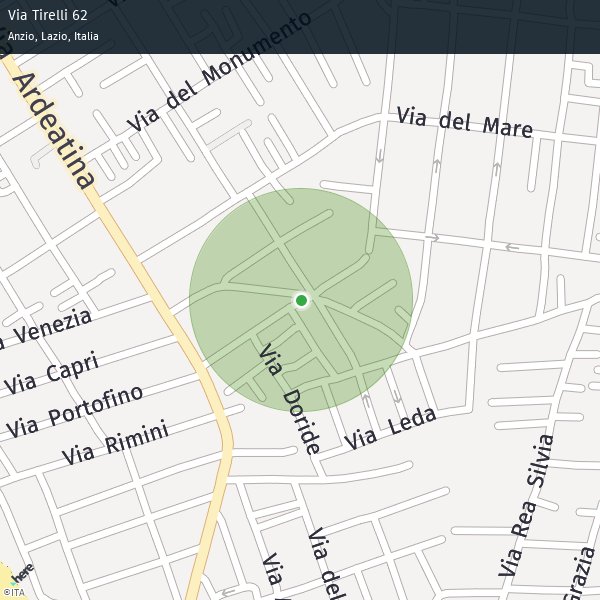 Via Tirelli 62
Anzio, Lazio, Italia
Ardeatina
Via del Monumento
Via del Mare
Venezia
Via Capri
Via Portofino
Via Rimini
Via Doride
Via Leda
Via Rea Silvia
Grazia
Via del
Via
here
©ITA